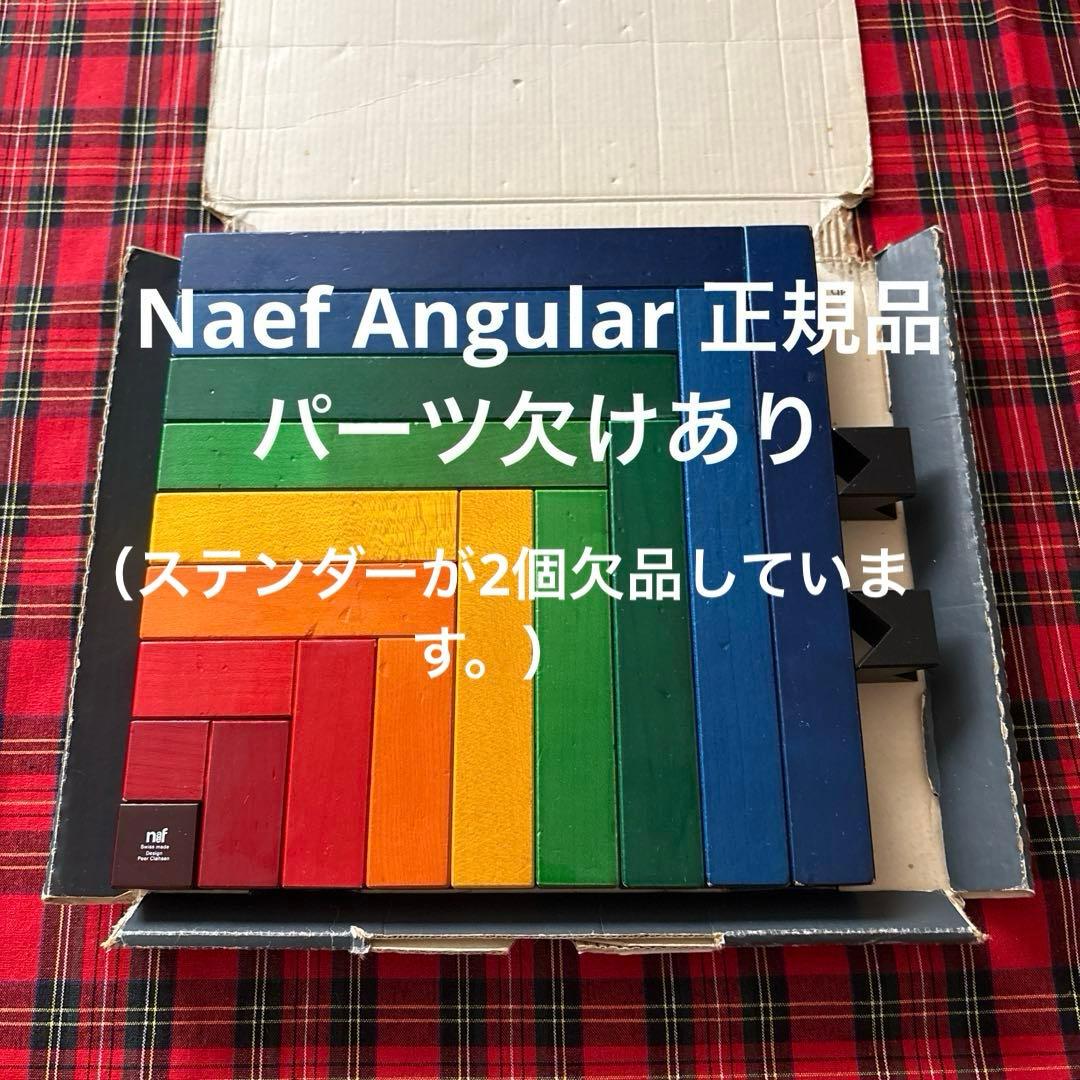 Naef Angular 正規品
パーツ欠けあり
（ステンダーが2個欠品していま
す。）
naef
Swiss made
Design
Peer Clahsen